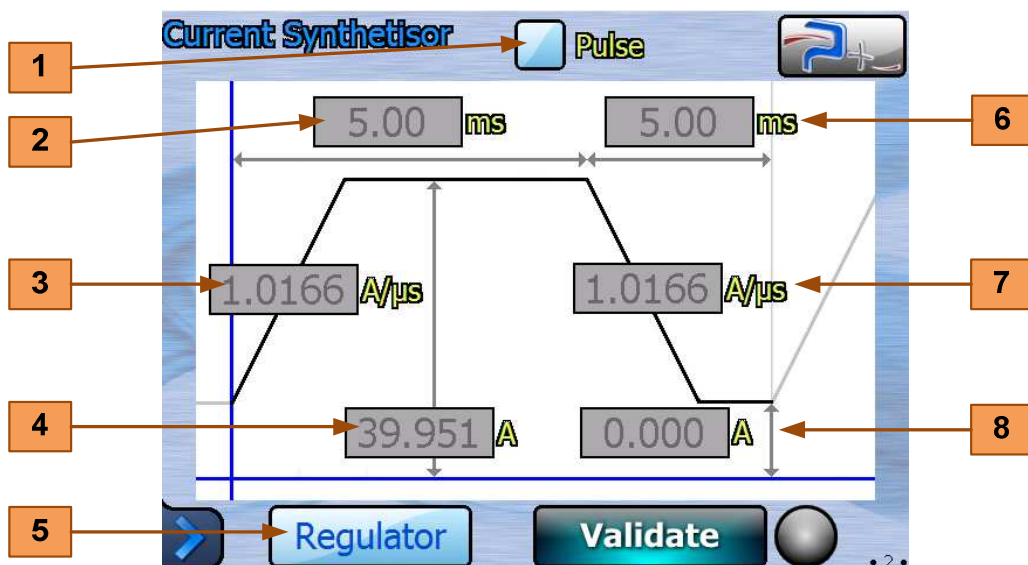 Current Synthetisor
Pulse
1
2
5.00 ms
5.00 ms
6
3
1.0166 A/µs
1.0166 A/µs
7
4
39.951 A
0.000 A
8
5
Regulator
Validate
• 2 •